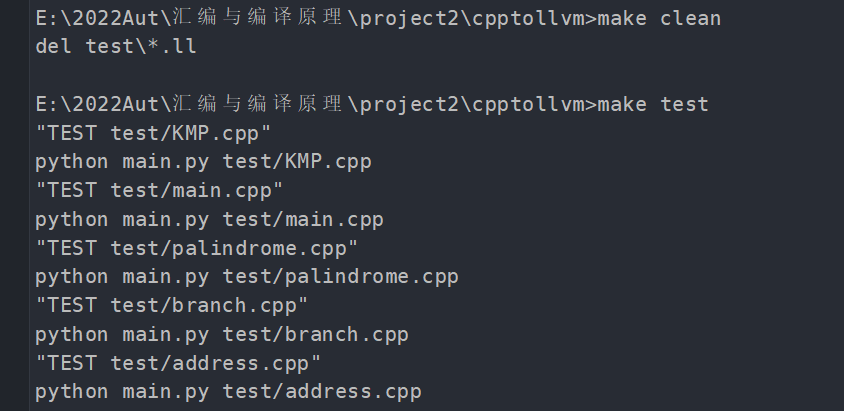 E:\2022Aut\汇编与编译原理\project2\cpptollvm>make clean
del test\*.ll
E:\2022Aut\汇编与编译原理\project2\cpptollvm>make test
"TEST test/KMP.cpp"
python main.py test/KMP.cpp
"TEST test/main.cpp"
python main.py test/main.cpp
"TEST test/palindrome.cpp"
python main.py test/palindrome.cpp
"TEST test/branch.cpp"
python main.py test/branch.cpp
"TEST test/address.cpp"
python main.py test/address.cpp